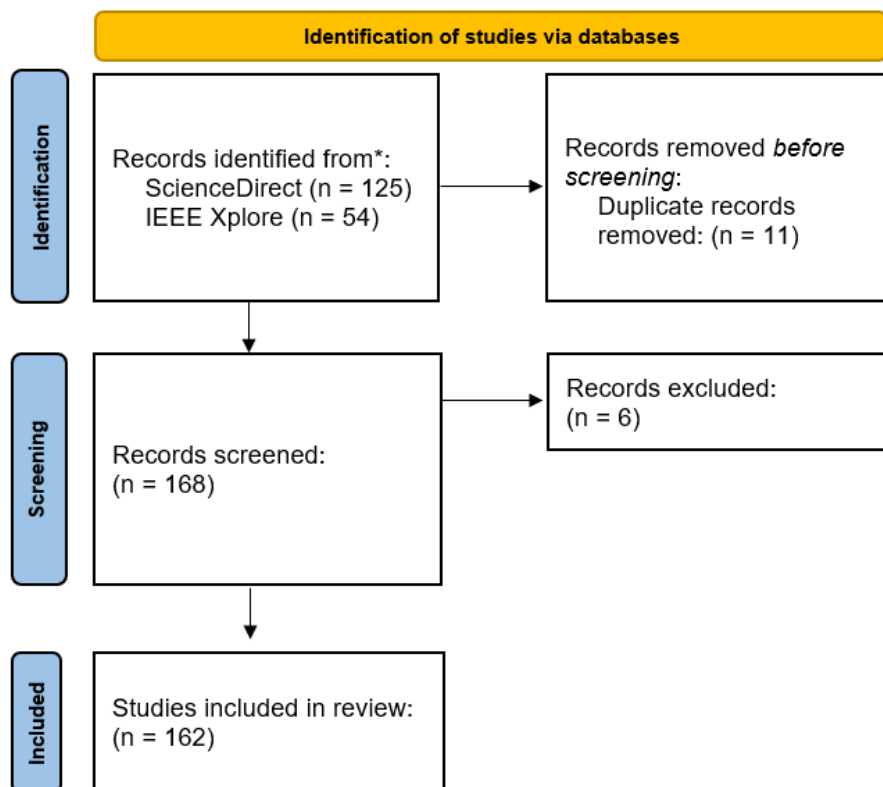 Identification of studies via databases
Identification
Records identified from*:
ScienceDirect (n = 125)
IEEE Xplore (n = 54)
Records removed before
screening:
Duplicate records
removed: (n = 11)
Screening
Records screened:
(n = 168)
Records excluded:
(n = 6)
Included
Studies included in review:
(n = 162)